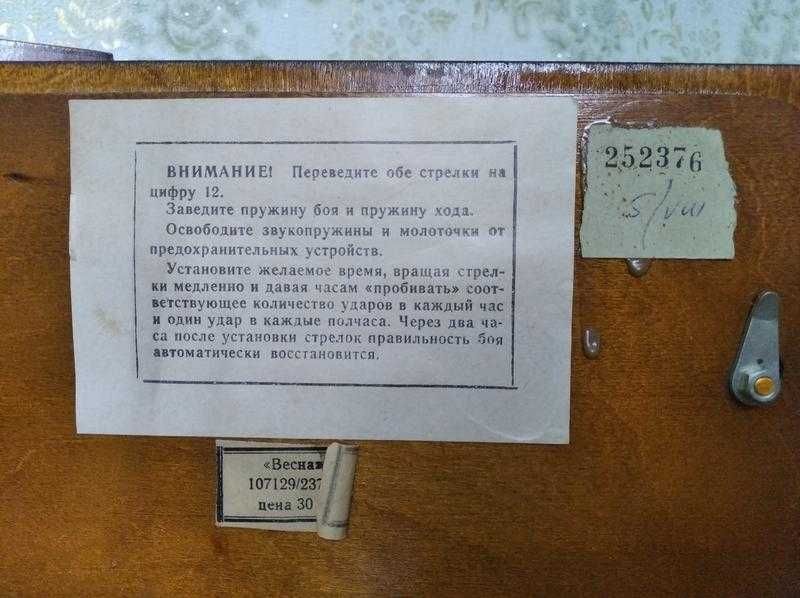 ВНИМАНИЕ! Переведите обе стрелки на
цифру 12.
Заведите пружину боя и пружину хода.
Освободите звукопружины и молоточки от
предохранительных устройств.
Установите желаемое время, вращая стрел-
ки медленно и давая часам «пробивать» соот-
ветствующее количество ударов в каждый час
и один удар в каждые полчаса. Через два ча-
са после установки стрелок правильность боя
автоматически восстановится.
252376
«Весна
107129/237
цена 30